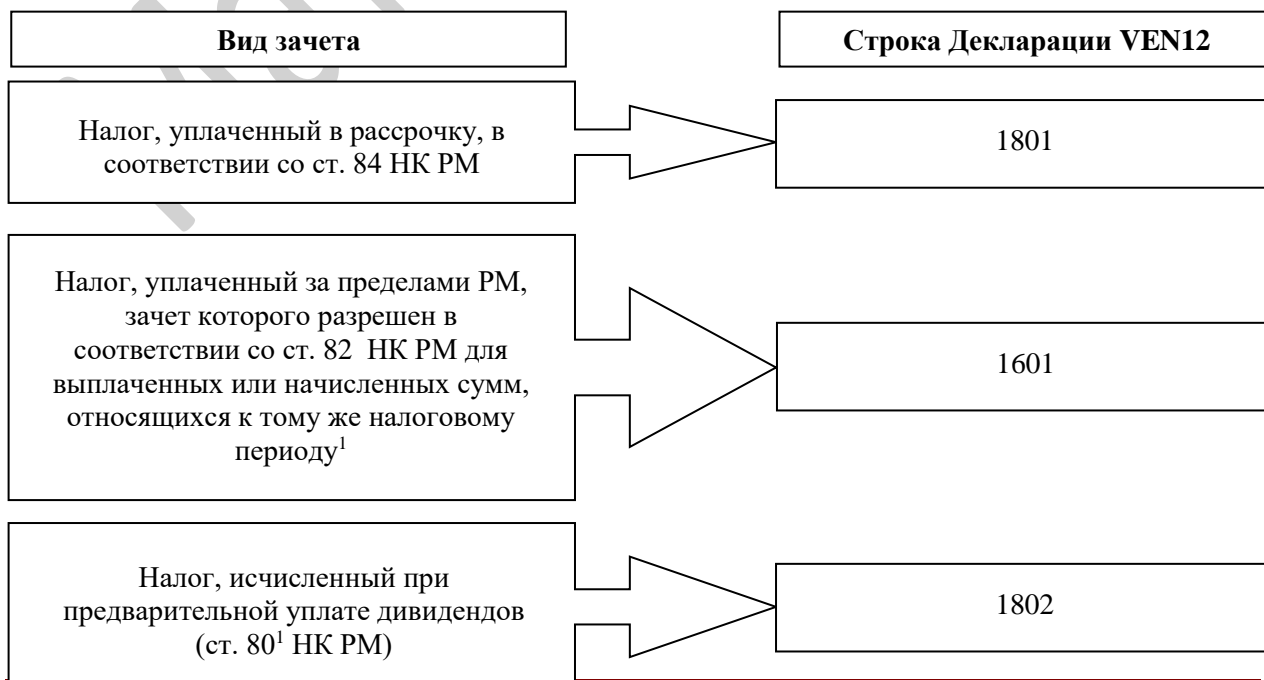 Вид зачета
Строка Декларации VEN12
Налог, уплаченный в рассрочку, в
соответствии со ст. 84 НК РМ
1801
Налог, уплаченный за пределами РМ,
зачет которого разрешен в
соответствии со ст. 82 НК РМ для
выплаченных или начисленных сумм,
относящихся к тому же налоговому
периоду¹
1601
Налог, исчисленный при
предварительной уплате дивидендов
(ст. 80¹ НК РМ)
1802